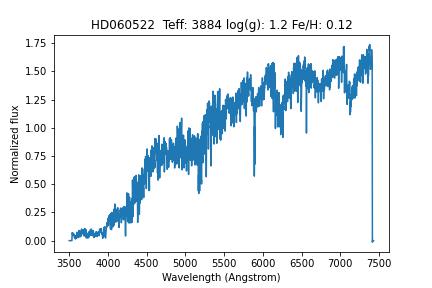 HD060522 Teff: 3884 log(g): 1.2 Fe/H: 0.12
Normalized flux
1.75
1.50
1.25
1.00
0.75
0.50
0.25
0.00
3500 4000 4500 5000 5500 6000 6500 7000 7500
Wavelength (Angstrom)